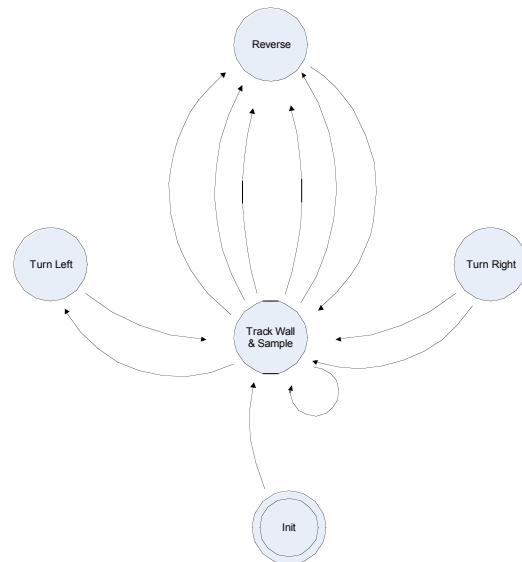 Reverse
Turn Left
Turn Right
Track Wall
& Sample
Init